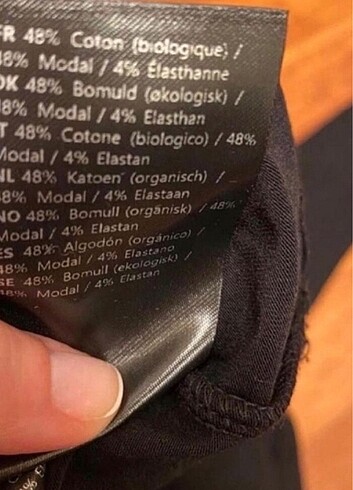 FR 48% Coton (biologique) /
48% Modal / 4% Élasthanne
DK 48% Bomuld (økologisk) /
48% Modal / 4% Elasthan
IT 48% Cotone (biologico) / 48%
Modal / 4% Elastan
NL 48% Katoen (organisch) /
48% Modal / 4% Elastaan
NO 48% Bomull (organisk) / 48%
Modal / 4% Elastan
ES 48% Algodón (orgánico) /
48% Modal / 4% Elastano
SE 48% Bomull (ekologisk) /
48% Modal / 4% Elastan